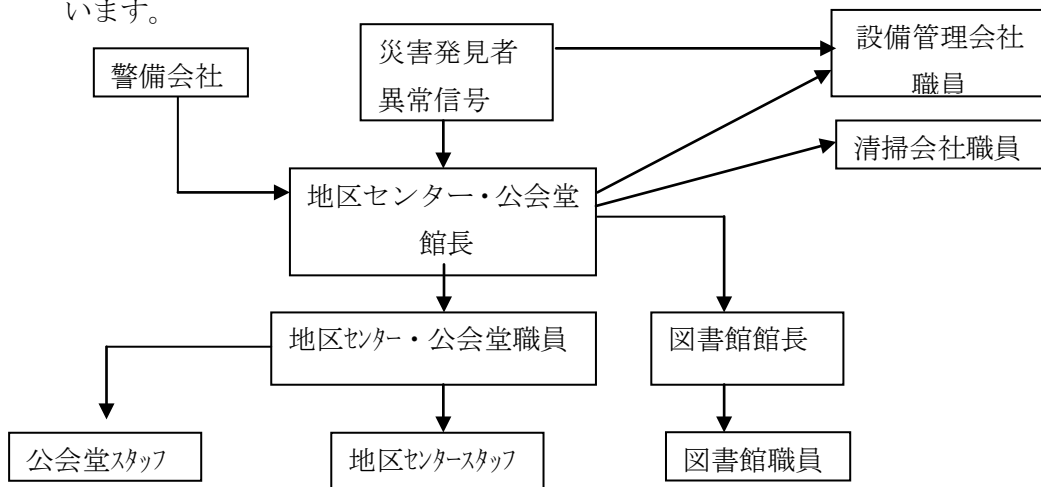 います。
警備会社
災害発見者
異常信号
設備管理会社
職員
清掃会社職員
地区センター・公会堂
館長
地区ｾﾝﾀｰ・公会堂職員
図書館館長
公会堂ｽﾀｯﾌ
地区ｾﾝﾀｰｽﾀｯﾌ
図書館職員